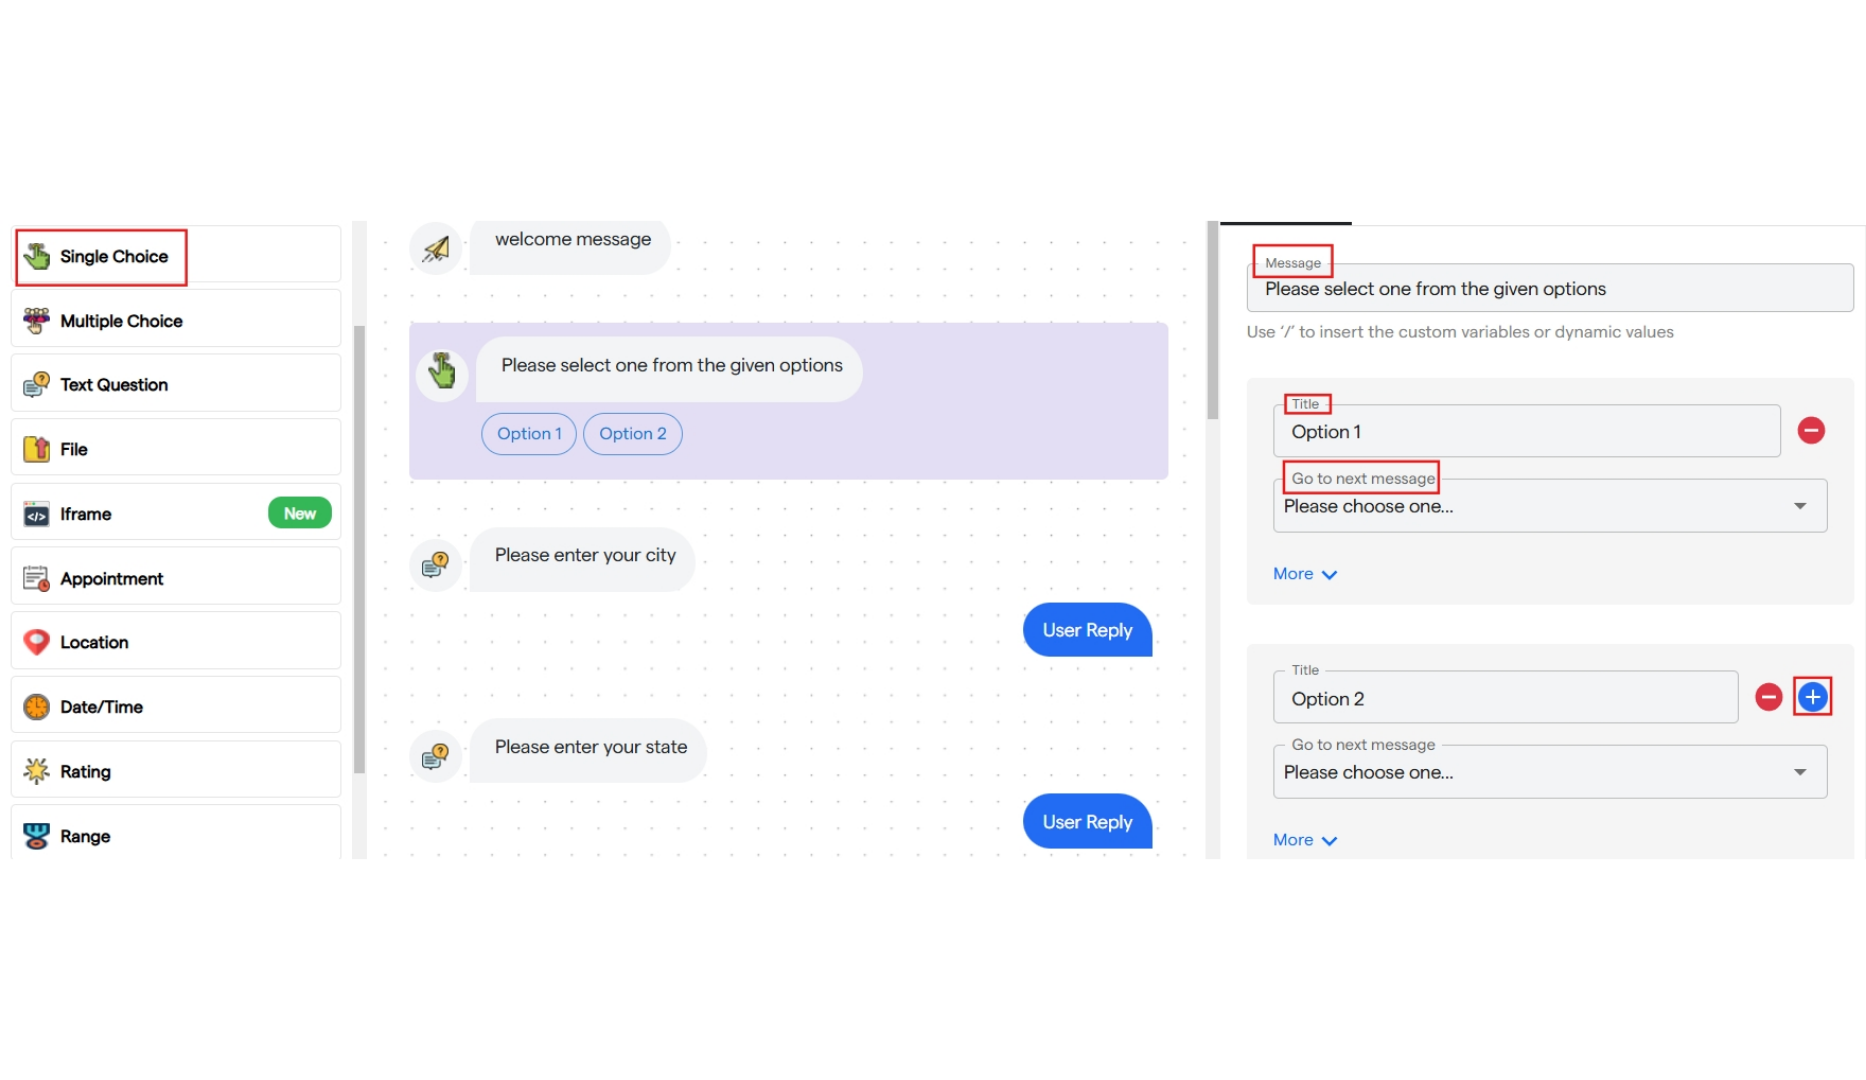 Single Choice
Multiple Choice
Text Question
File
Iframe
New
Appointment
Location
Date/Time
Rating
Range
welcome message
Please select one from the given options
Option 1
Option 2
Please enter your city
User Reply
Please enter your state
User Reply
Message
Please select one from the given options
Use '/' to insert the custom variables or dynamic values
Title
Option 1
Go to next message
Please choose one...
More
Title
Option 2
Go to next message
Please choose one...
More